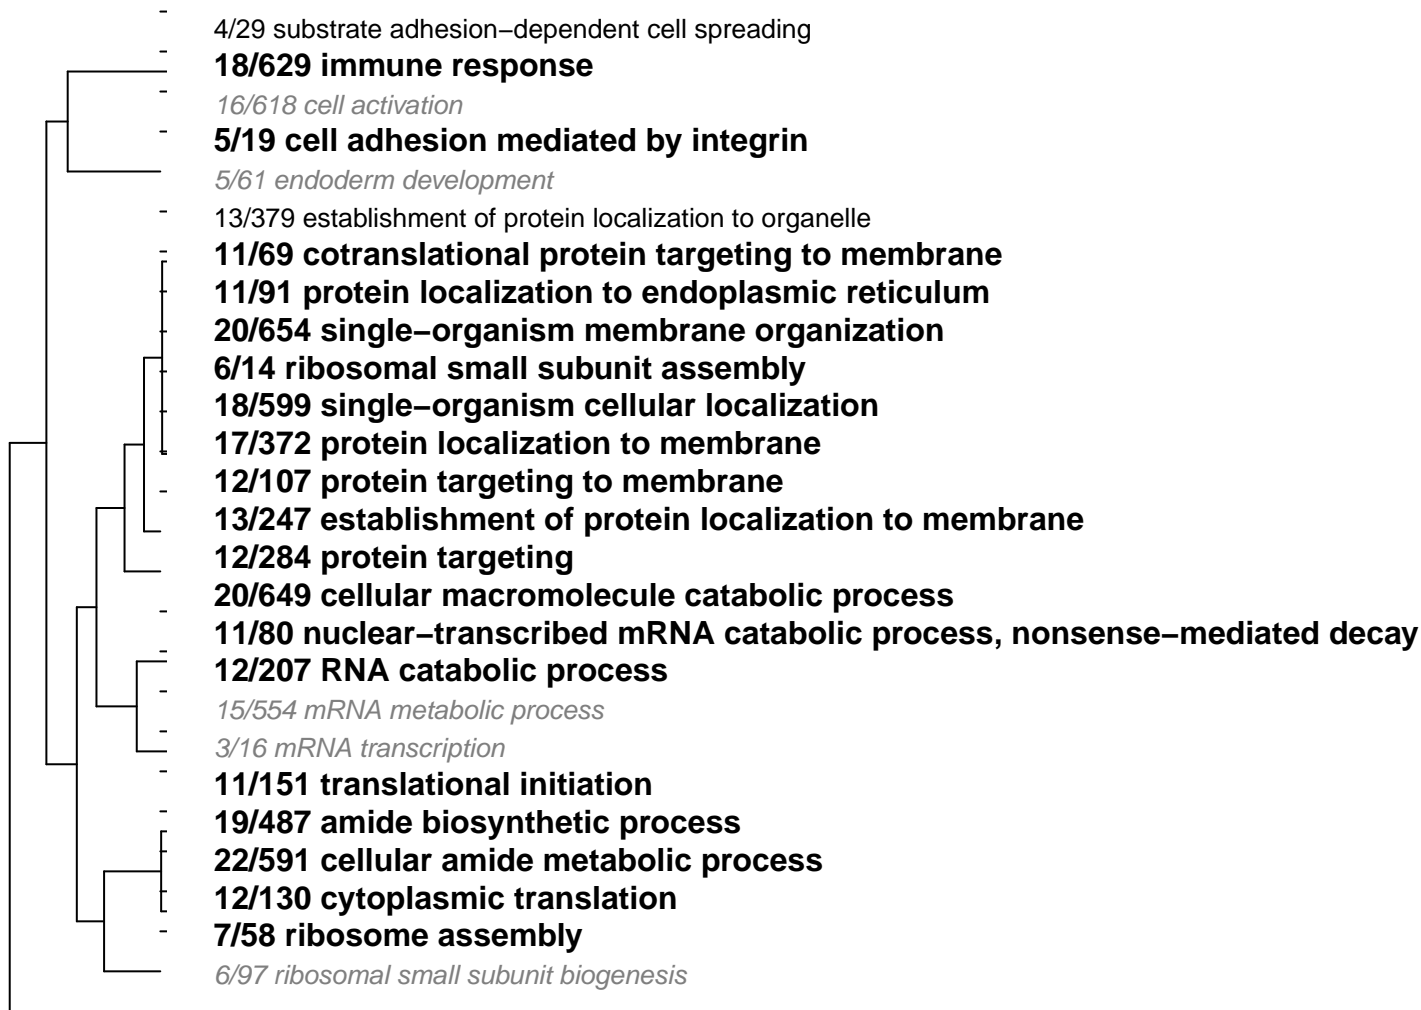 4/29 substrate adhesion−dependent cell spreading
18/629 immune response
16/618 cell activation
5/19 cell adhesion mediated by integrin
5/61 endoderm development
13/379 establishment of protein localization to organelle
11/69 cotranslational protein targeting to membrane
11/91 protein localization to endoplasmic reticulum
20/654 single−organism membrane organization
6/14 ribosomal small subunit assembly
18/599 single−organism cellular localization
17/372 protein localization to membrane
12/107 protein targeting to membrane
13/247 establishment of protein localization to membrane
12/284 protein targeting
20/649 cellular macromolecule catabolic process
11/80 nuclear−transcribed mRNA catabolic process, nonsense−mediated decay
12/207 RNA catabolic process
15/554 mRNA metabolic process
3/16 mRNA transcription
11/151 translational initiation
19/487 amide biosynthetic process
22/591 cellular amide metabolic process
12/130 cytoplasmic translation
7/58 ribosome assembly
6/97 ribosomal small subunit biogenesis